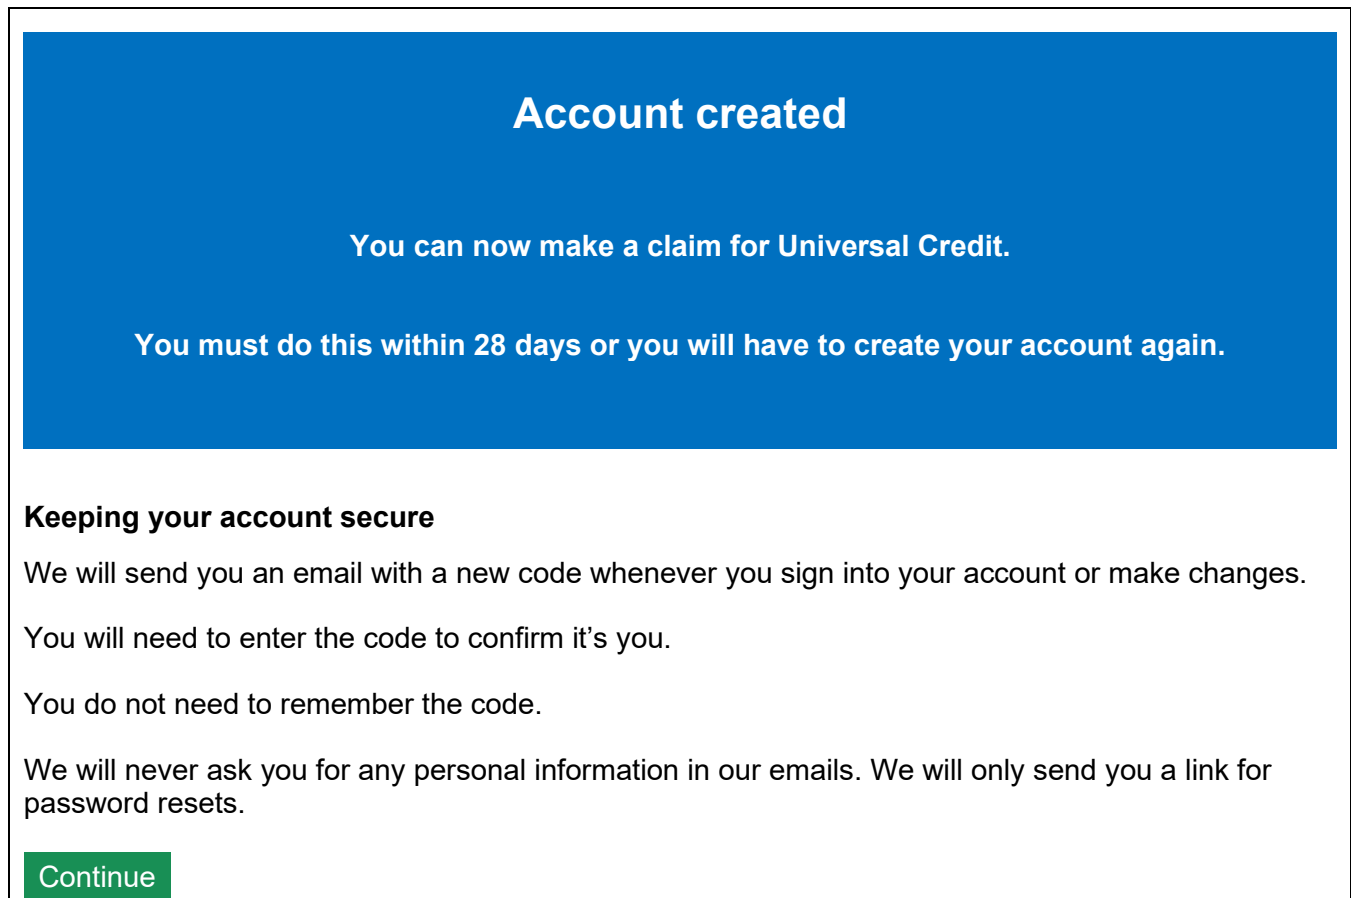 Account created
You can now make a claim for Universal Credit.
You must do this within 28 days or you will have to create your account again.
Keeping your account secure
We will send you an email with a new code whenever you sign into your account or make changes.
You will need to enter the code to confirm it’s you.
You do not need to remember the code.
We will never ask you for any personal information in our emails. We will only send you a link for
password resets.
Continue